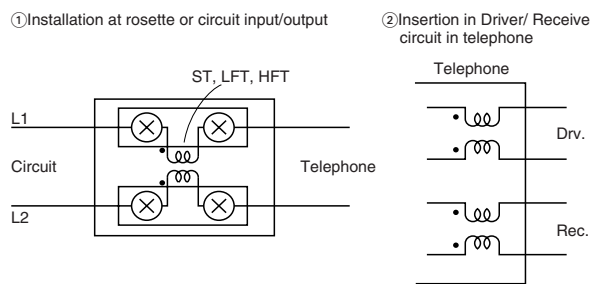 ①Installation at rosette or circuit input/output
②Insertion in Driver/ Receive
circuit in telephone
ST, LFT, HFT
L1
Circuit
L2
Telephone
Telephone
Drv.
Rec.